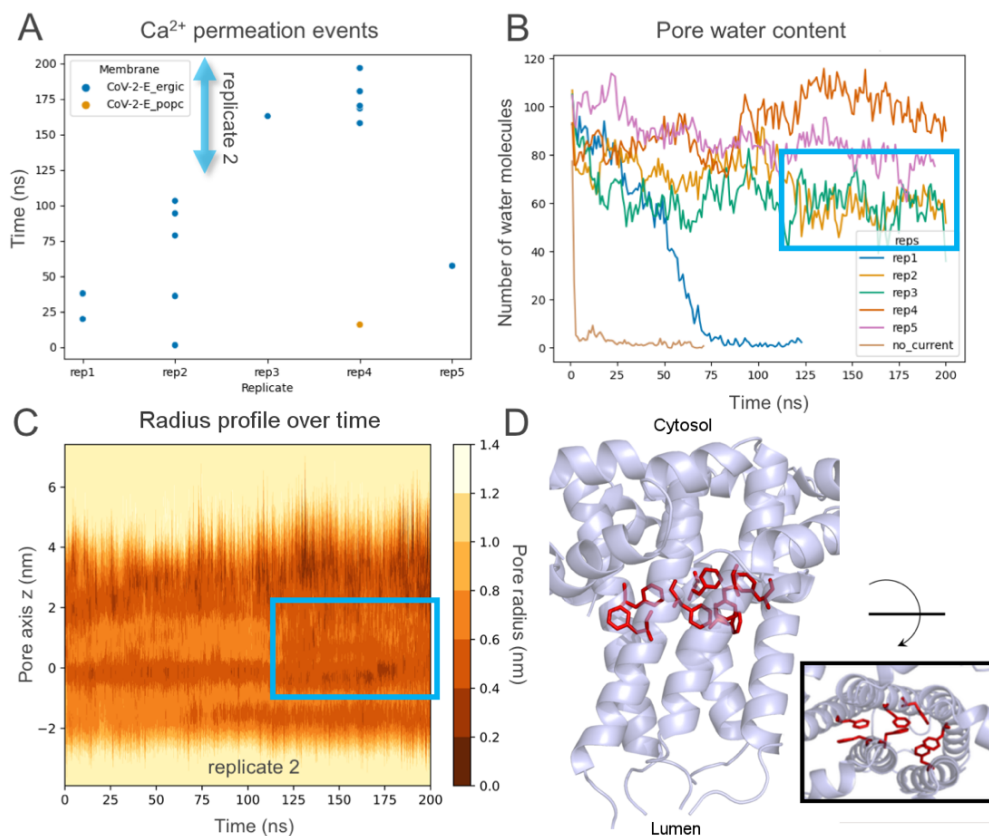 A
Ca²⁺ permeation events
200
175
150
125
100
75
50
25
0
Time (ns)
Membrane
CoV-2-E_ergic
CoV-2-E_popc
replicate 2
rep1
rep2
rep3
rep4
rep5
Replicate
B
Pore water content
120
100
80
60
40
20
0
Number of water molecules
reps
rep1
rep2
rep3
rep4
rep5
no_current
0
25
50
75
100
125
150
175
200
Time (ns)
C
Radius profile over time
6
4
2
0
−2
Pore axis z (nm)
replicate 2
0
25
50
75
100
125
150
175
200
Time (ns)
1.4
1.2
1.0
0.8
0.6
0.4
0.2
0.0
Pore radius (nm)
D
Cytosol
Lumen